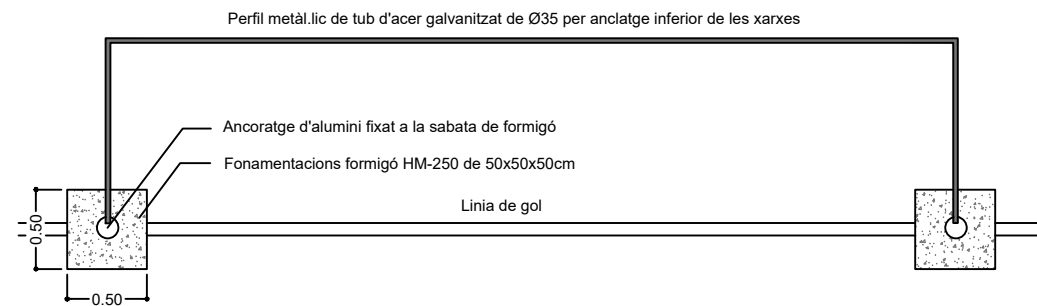 Perfil metàl.lic de tub d'acer galvanitzat de Ø35 per anclatge inferior de les xarxes
Ancoratge d'alumini fixat a la sabata de formigó
Fonamentacions formigó HM-250 de 50x50x50cm
Linia de gol
0.50
0.50